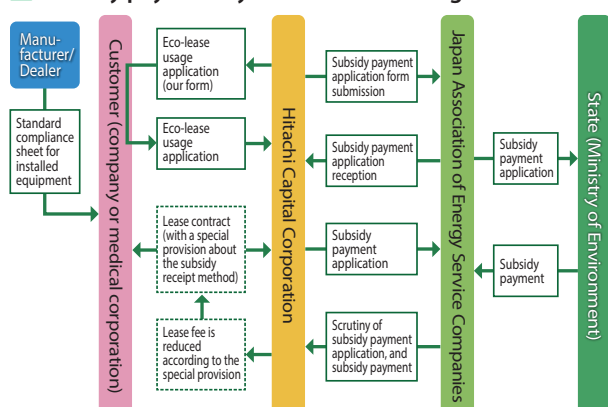 Manu-
facturer/
Dealer
Standard
compliance
sheet for
installed
equipment
Customer (company or medical corporation)
Eco-lease
usage
application
(our form)
Eco-lease
usage
application
Lease contract
(with a special
provision about
the subsidy
receipt method)
Lease fee is
reduced
according to the
special provision
Hitachi Capital Corporation
Subsidy payment
application form
submission
Subsidy payment
application
reception
Subsidy
payment
application
Scrutiny of
subsidy payment
application, and
subsidy payment
Japan Association of Energy Service Companies
Subsidy
payment
application
Subsidy
payment
State (Ministry of Environment)